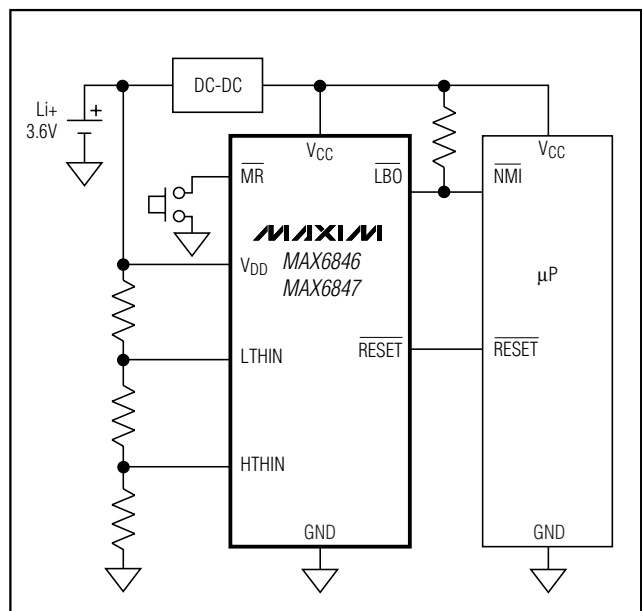 DC-DC
Li+
3.6V
+
VCC
VCC
MR
LBO
NMI
MAXIM
MAX6846
MAX6847
VDD
µP
LTHIN
RESET
RESET
HTHIN
GND
GND